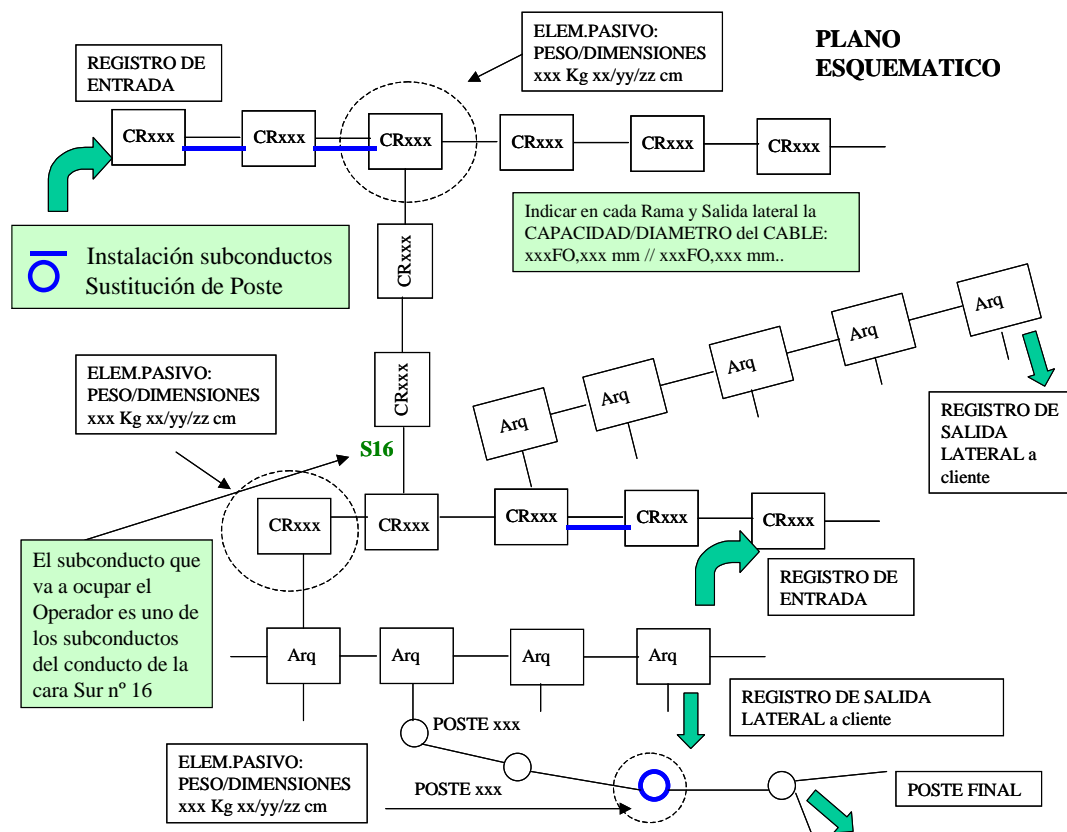 PLANO
ESQUEMATICO
ELEM.PASIVO:
PESO/DIMENSIONES
xxx Kg xx/yy/zz cm
REGISTRO DE
ENTRADA
CRxxx
CRxxx
CRxxx
CRxxx
CRxxx
CRxxx
Instalación subconductos
Sustitución de Poste
Indicar en cada Rama y Salida lateral la
CAPACIDAD/DIAMETRO del CABLE:
xxxFO,xxx mm // xxxFO,xxx mm..
CRxxx
CRxxx
Arq
Arq
Arq
Arq
Arq
REGISTRO DE
SALIDA
LATERAL a
cliente
ELEM.PASIVO:
PESO/DIMENSIONES
xxx Kg xx/yy/zz cm
S16
CRxxx
CRxxx
CRxxx
CRxxx
CRxxx
REGISTRO DE
ENTRADA
El subconducto que
va a ocupar el
Operador es uno de
los subconductos
del conducto de la
cara Sur nº 16
Arq
Arq
Arq
Arq
REGISTRO DE SALIDA
LATERAL a cliente
POSTE xxx
POSTE xxx
ELEM.PASIVO:
PESO/DIMENSIONES
xxx Kg xx/yy/zz cm
POSTE FINAL